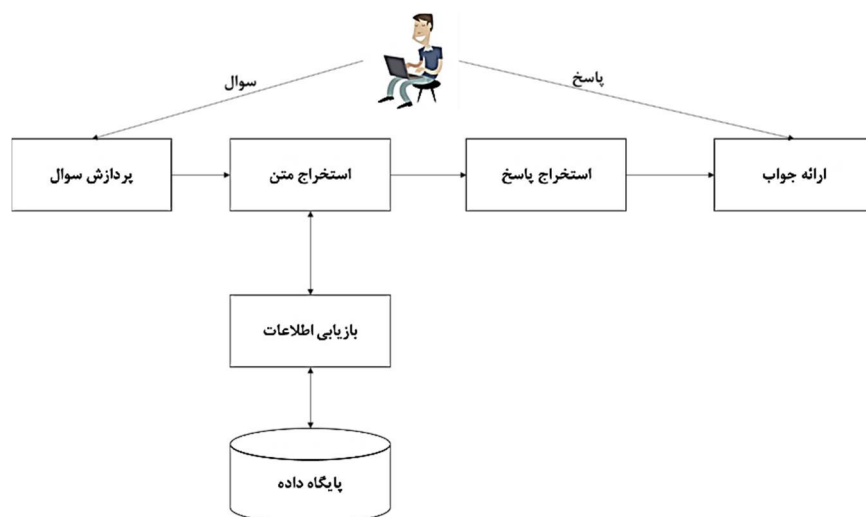 سوال
پاسخ
پردازش سوال
استخراج متن
استخراج پاسخ
ارائه جواب
بازیابی اطلاعات
پایگاه داده